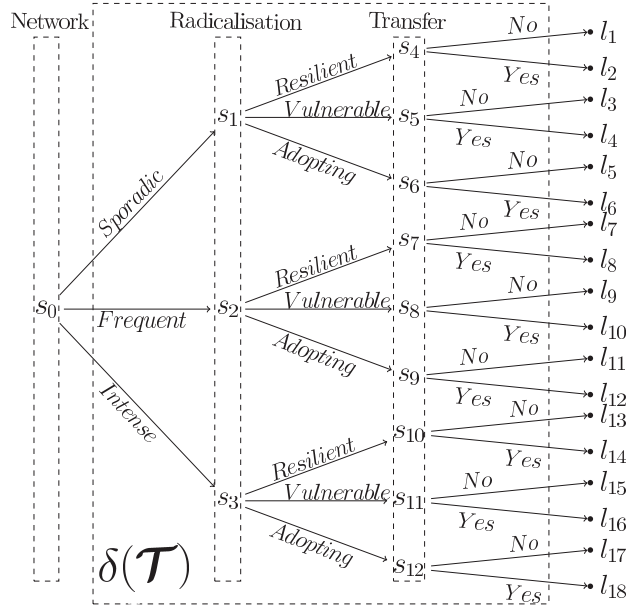 Network Radicalisation Transfer
No l₁
s₄
Resilient Yes l₂
Vulnerable No l₃
s₁ s₅
Adopting Yes l₄
No l₅
s₆
Sporadic Yes l₆
No l₇
s₇
Resilient Yes l₈
Vulnerable No l₉
s₀ Frequent s₂ s₈
Adopting Yes l₁₀
No l₁₁
s₉
Intense Yes l₁₂
No l₁₃
s₁₀
Resilient Yes l₁₄
Vulnerable No l₁₅
s₃ s₁₁
Adopting Yes l₁₆
No l₁₇
s₁₂
δ(𝓣) Yes l₁₈